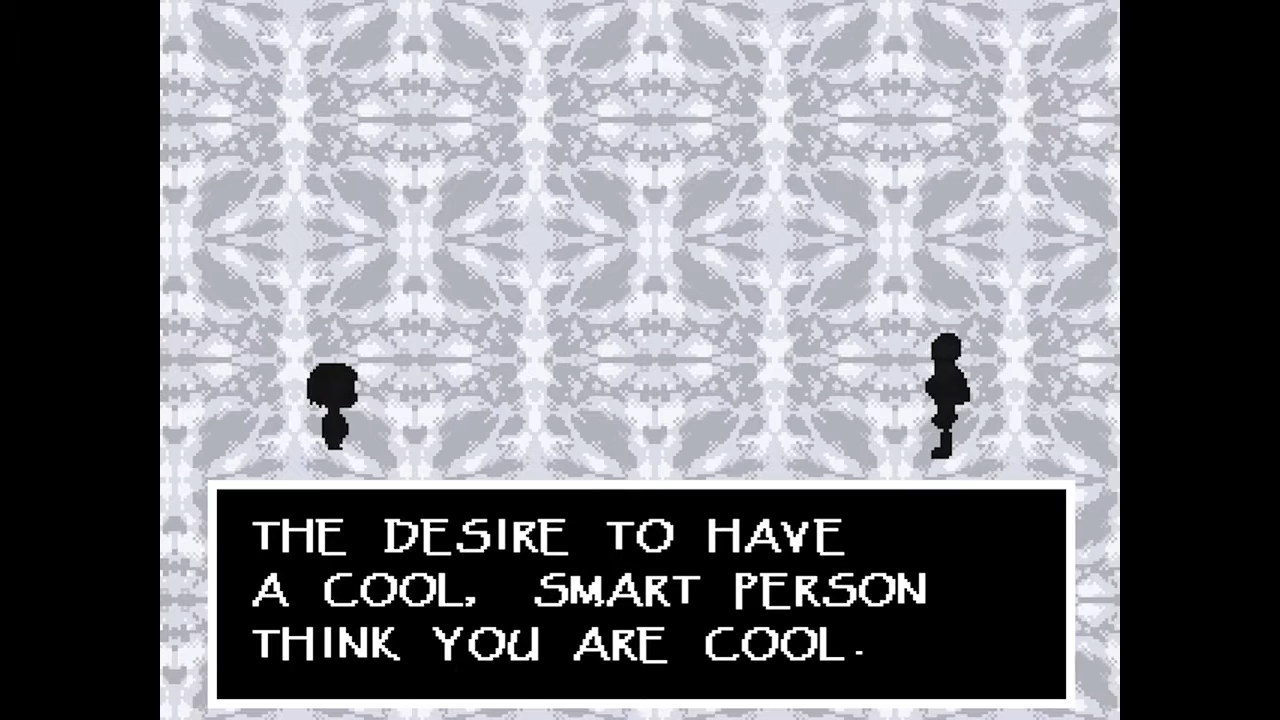 THE DESIRE TO HAVE
A COOL, SMART PERSON
THINK YOU ARE COOL.